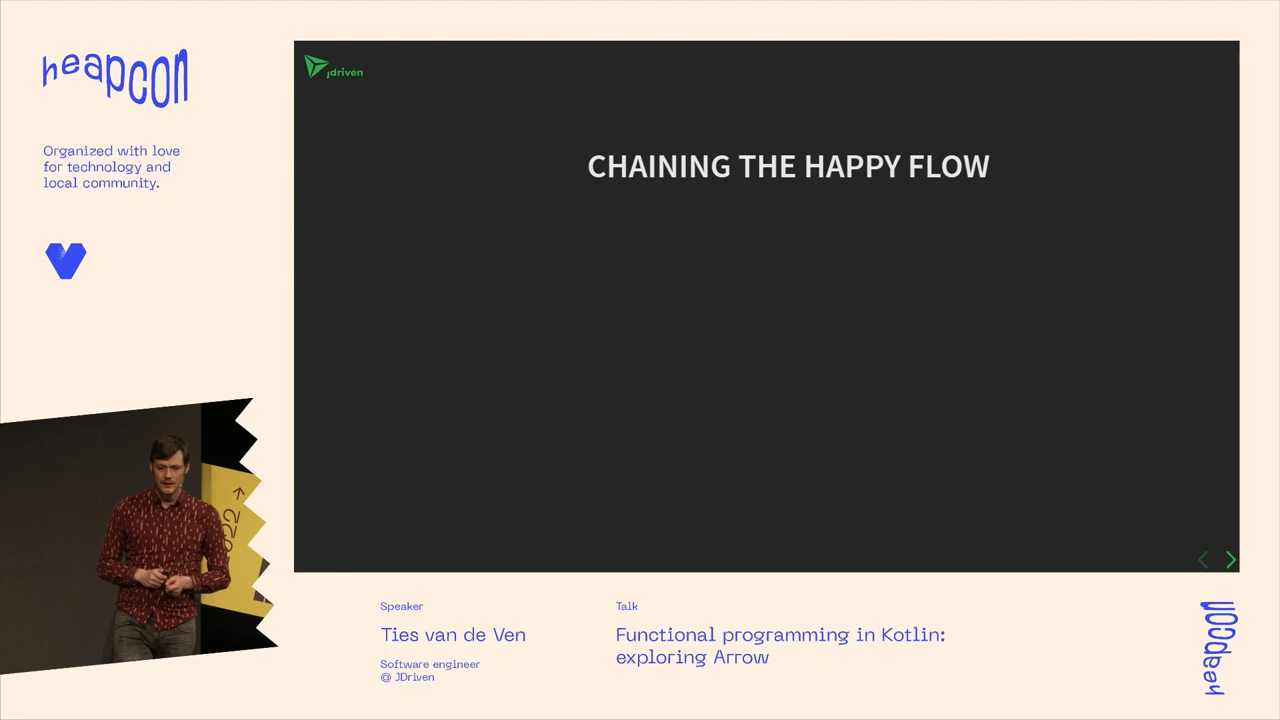 heapcon
Organized with love
for technology and
local community.
jdriven
CHAINING THE HAPPY FLOW
Speaker
Ties van de Ven
Software engineer
@ JDriven
Talk
Functional programming in Kotlin:
exploring Arrow
heapcon